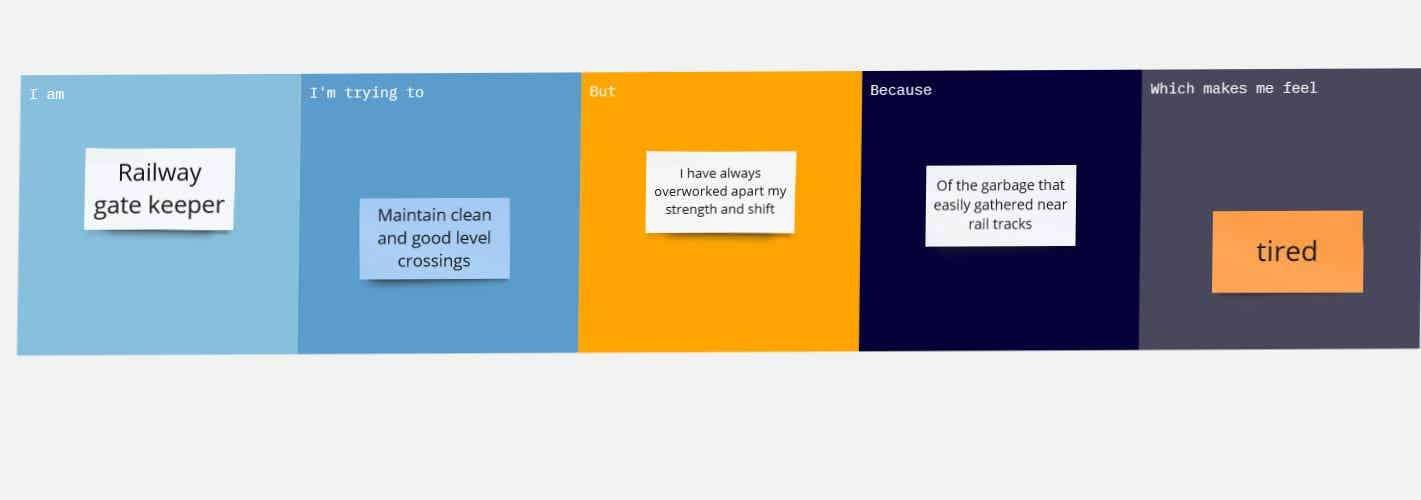 I am
Railway
gate keeper
I'm trying to
Maintain clean
and good level
crossings
But
I have always
overworked apart my
strength and shift
Because
Of the garbage that
easily gathered near
rail tracks
Which makes me feel
tired